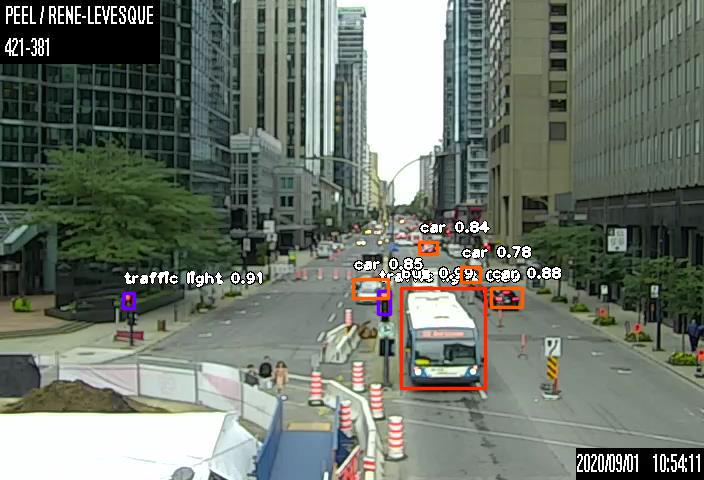 PEEL / RENE-LEVESQUE
421-381
car 0.84
car 0.78
car 0.85
car 0.88
traffic light 0.91
2020/09/01 10:54:11